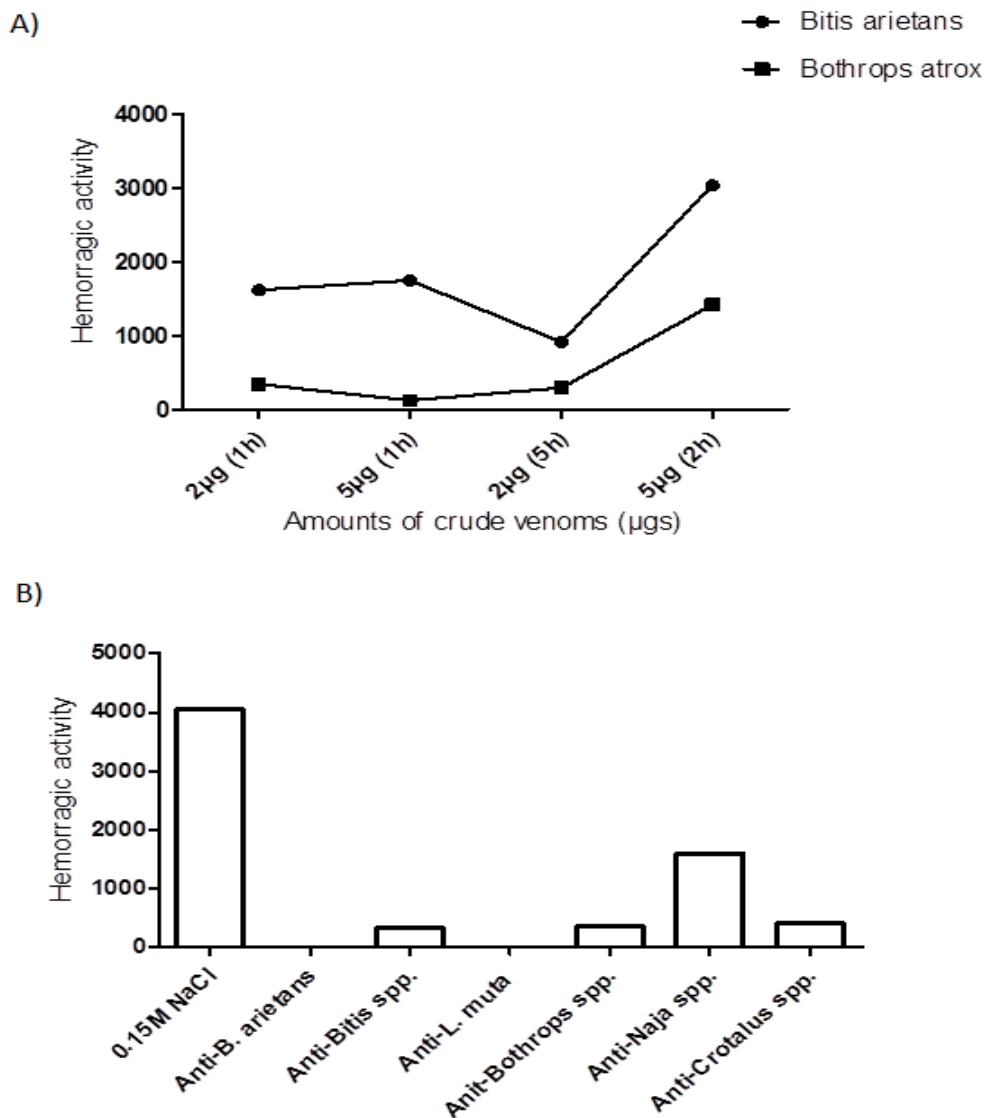 A)
Bitis arietans
Bothrops atrox
Hemorragic activity
4000
3000
2000
1000
0
2µg (1h)
5µg (1h)
2µg (5h)
5µg (2h)
Amounts of crude venoms (µgs)
B)
Hemorragic activity
5000
4000
3000
2000
1000
0
0.15M NaCl
Anti-B. arietans
Anti-Bitis spp.
Anti-L. muta
Anit-Bothrops spp.
Anti-Naja spp.
Anti-Crotalus spp.